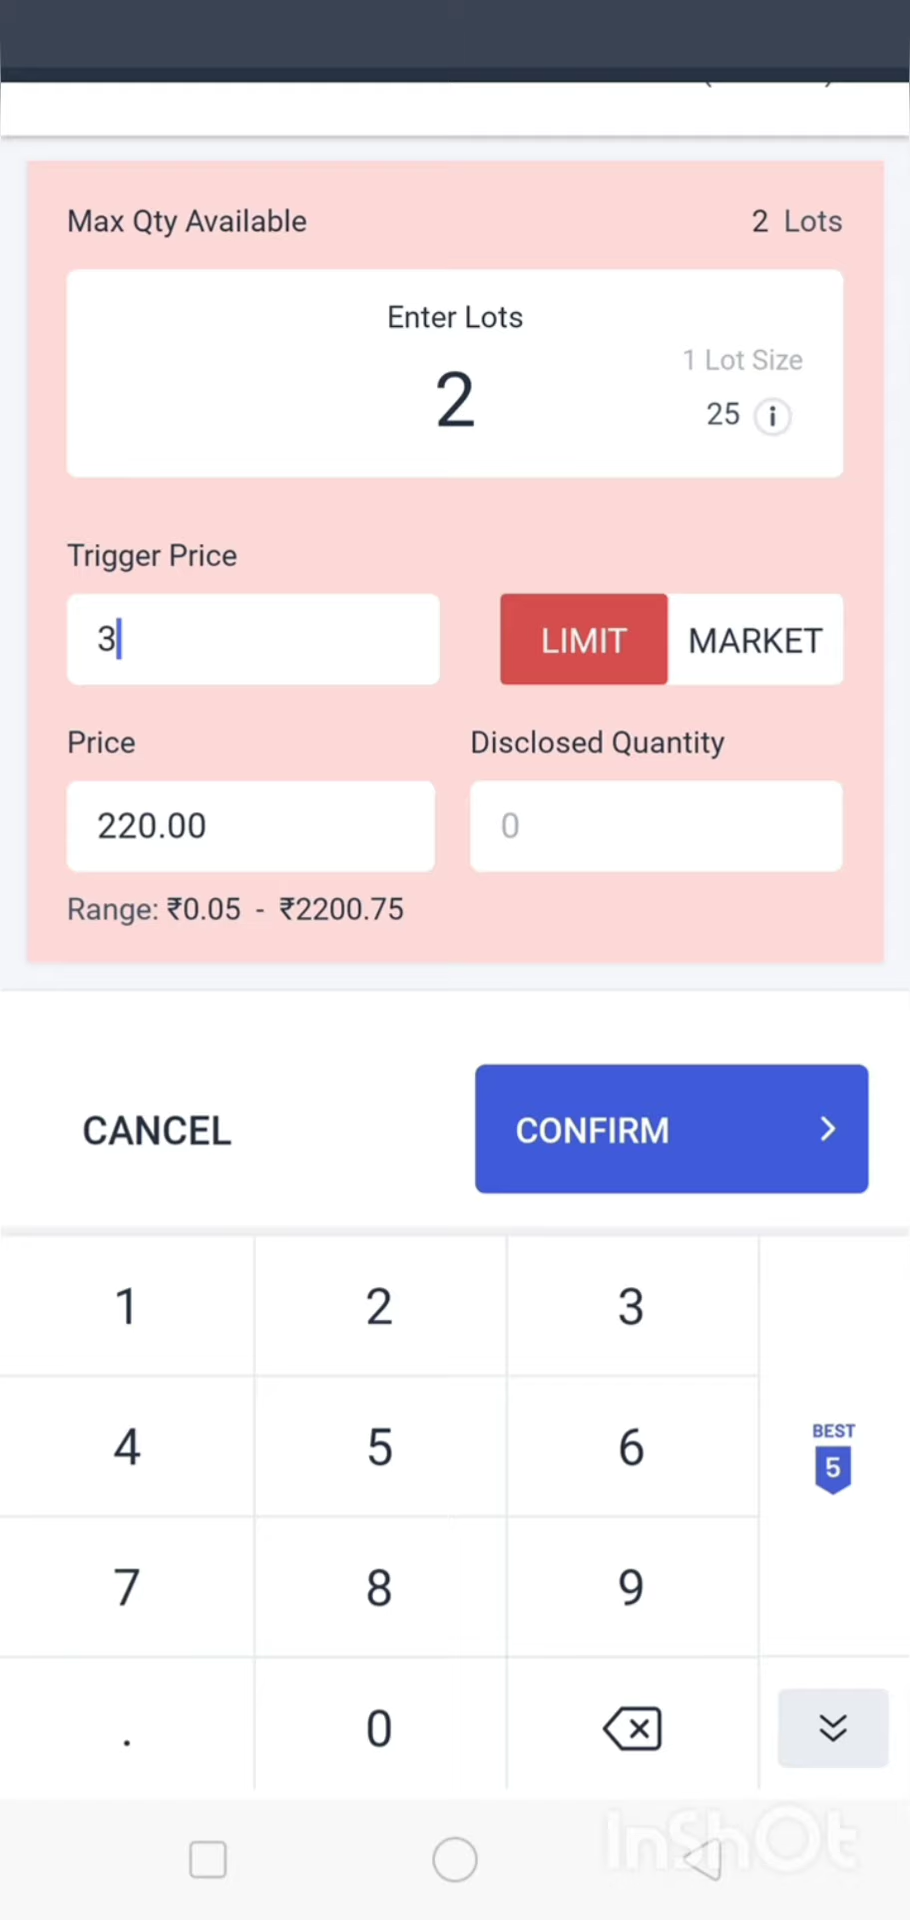 Max Qty Available 2 Lots
Enter Lots
1 Lot Size
2
25 i
Trigger Price
3
LIMIT MARKET
Price Disclosed Quantity
220.00 0
Range: ₹0.05 - ₹2200.75
CANCEL CONFIRM
1 2 3
BEST
4 5 6
5
7 8 9
. 0
InShOt